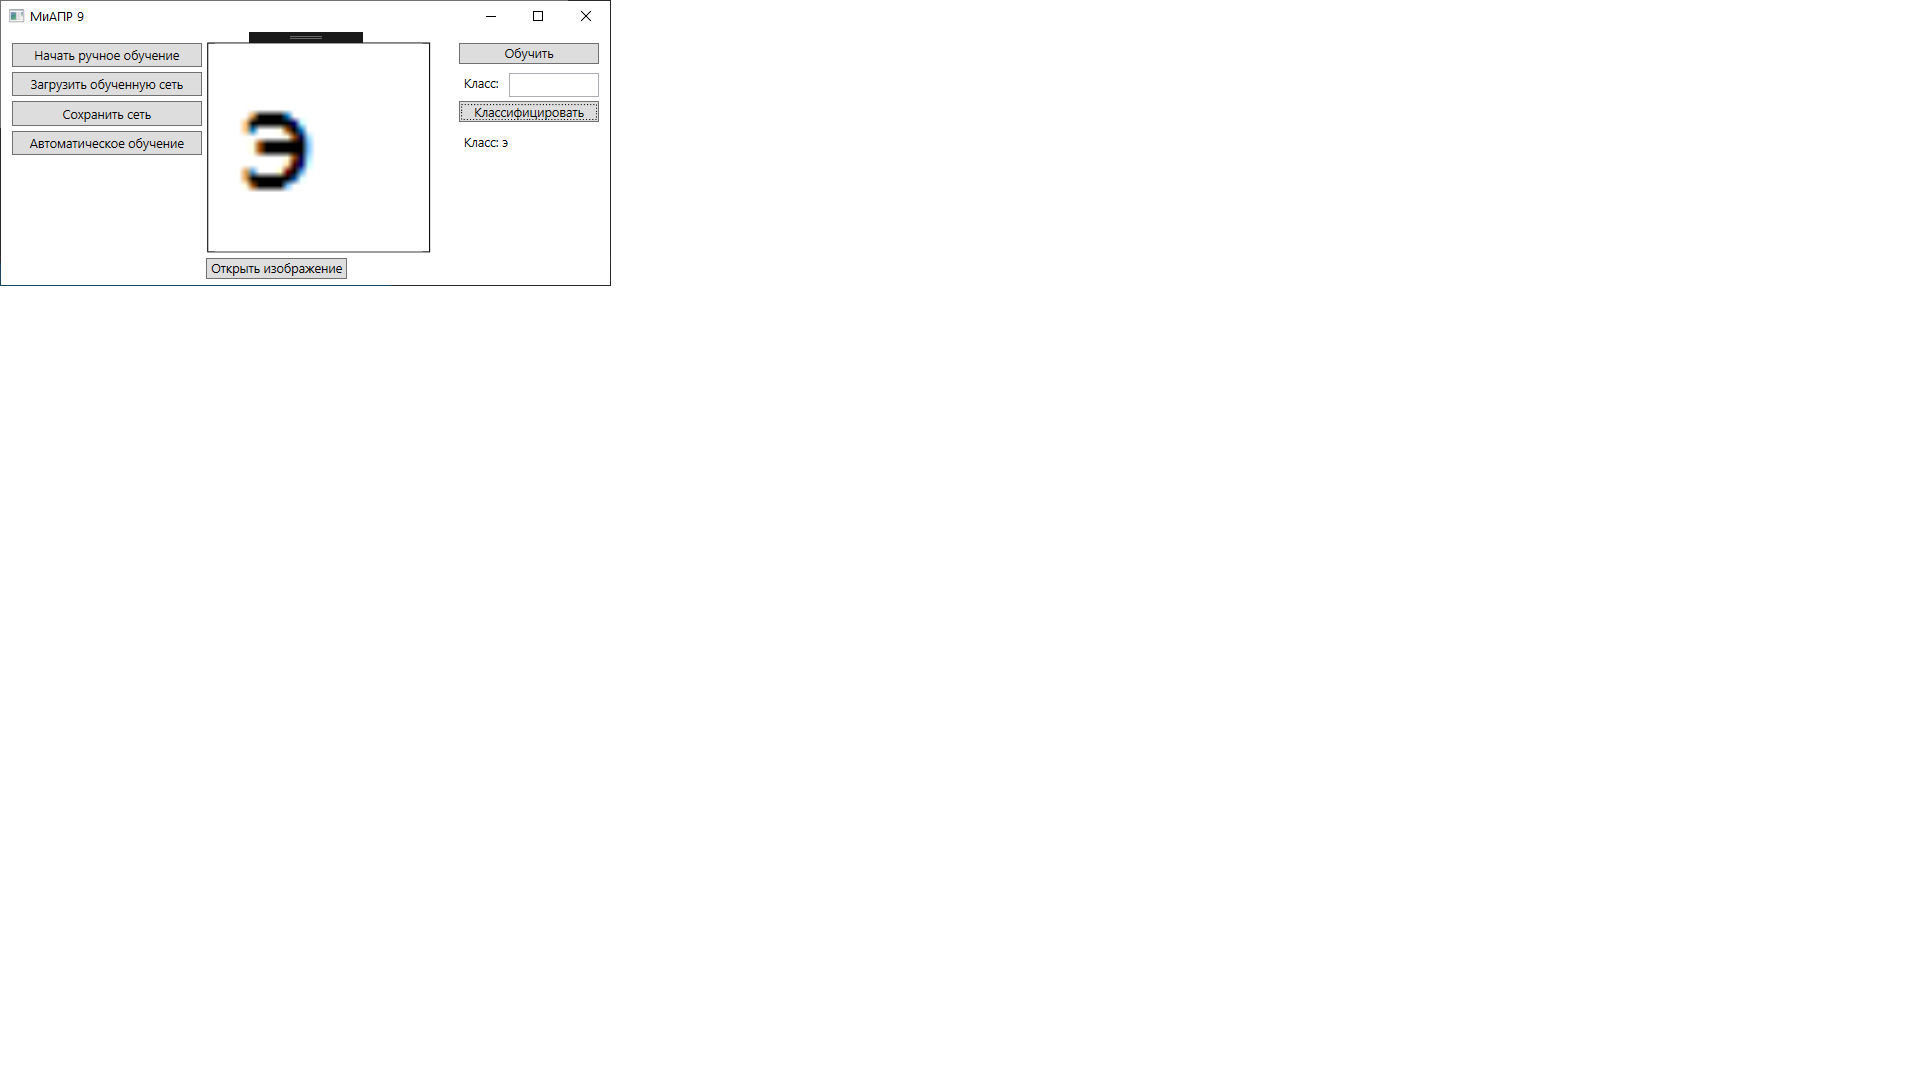 МиАПР 9
Начать ручное обучение
Загрузить обученную сеть
Сохранить сеть
Автоматическое обучение
э
Открыть изображение
Обучить
Класс:
Классифицировать
Класс: э